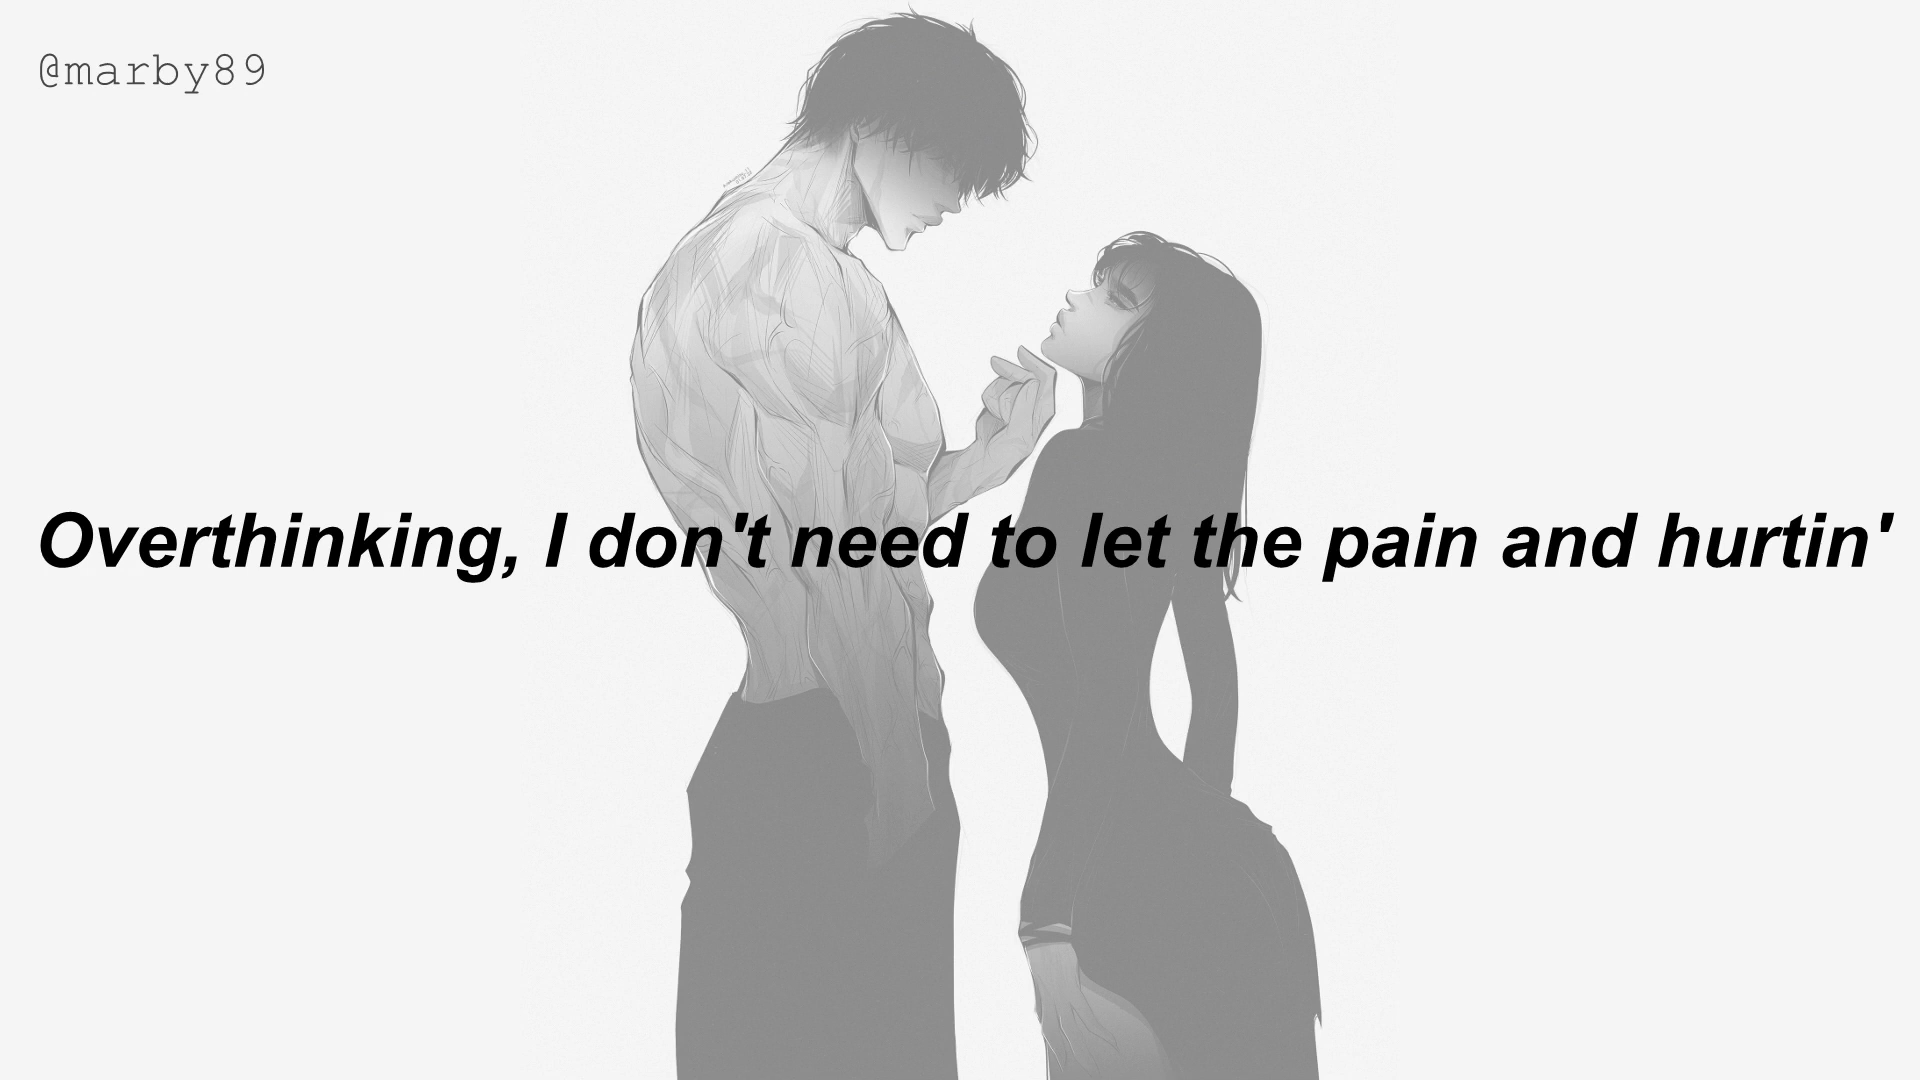 @marby89
Overthinking, I don't need to let the pain and hurtin'